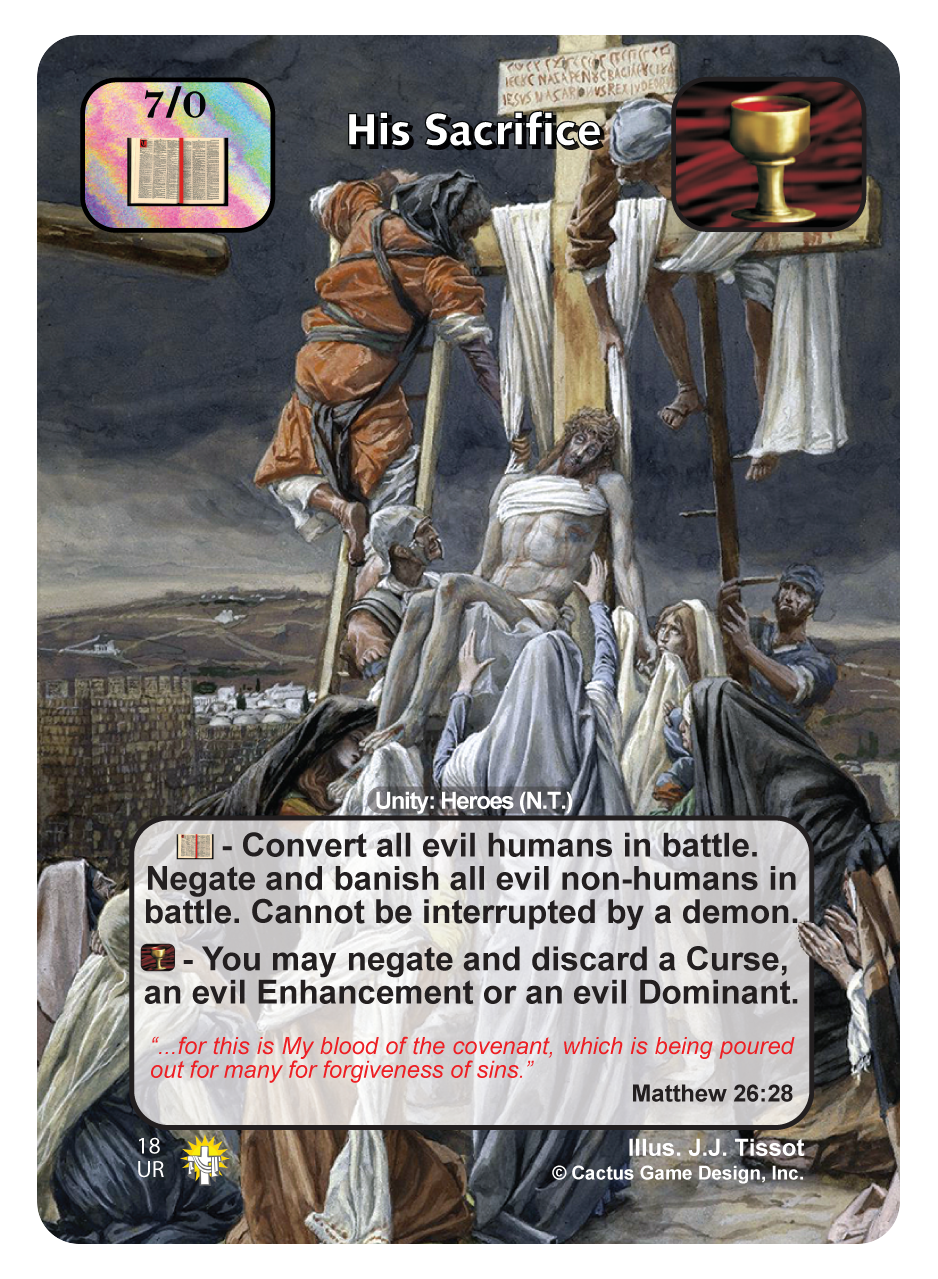 7/0
His Sacrifice
Unity: Heroes (N.T.)
- Convert all evil humans in battle.
Negate and banish all evil non-humans in
battle. Cannot be interrupted by a demon.
- You may negate and discard a Curse,
an evil Enhancement or an evil Dominant.
“...for this is My blood of the covenant, which is being poured
out for many for forgiveness of sins.”
Matthew 26:28
18
UR
Illus. J.J. Tissot
© Cactus Game Design, Inc.